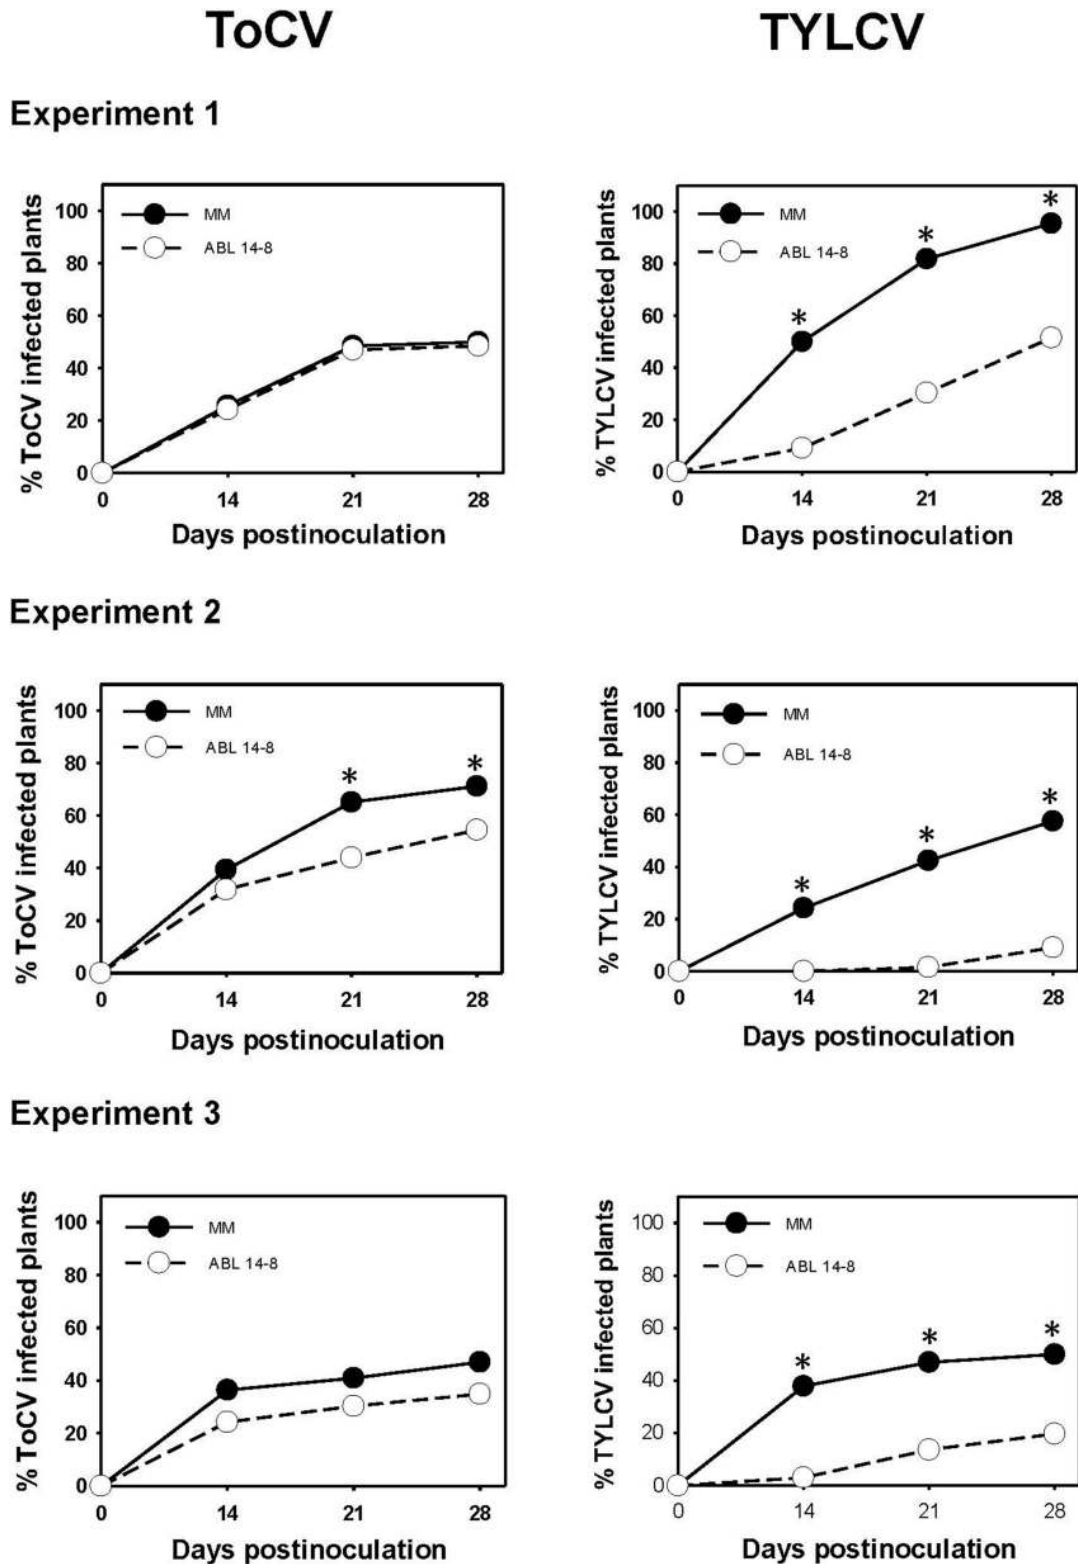 ToCV
TYLCV
Experiment 1
% ToCV infected plants
100
80
60
40
20
0
MM
ABL 14-8
0 14 21 28
Days postinoculation
% TYLCV infected plants
100
80
60
40
20
0
MM
ABL 14-8
* * *
0 14 21 28
Days postinoculation
Experiment 2
% ToCV infected plants
100
80
60
40
20
0
MM
ABL 14-8
* *
0 14 21 28
Days postinoculation
% TYLCV infected plants
100
80
60
40
20
0
MM
ABL 14-8
* * *
0 14 21 28
Days postinoculation
Experiment 3
% ToCV infected plants
100
80
60
40
20
0
MM
ABL 14-8
0 14 21 28
Days postinoculation
% TYLCV infected plants
100
80
60
40
20
0
MM
ABL 14-8
* * *
0 14 21 28
Days postinoculation